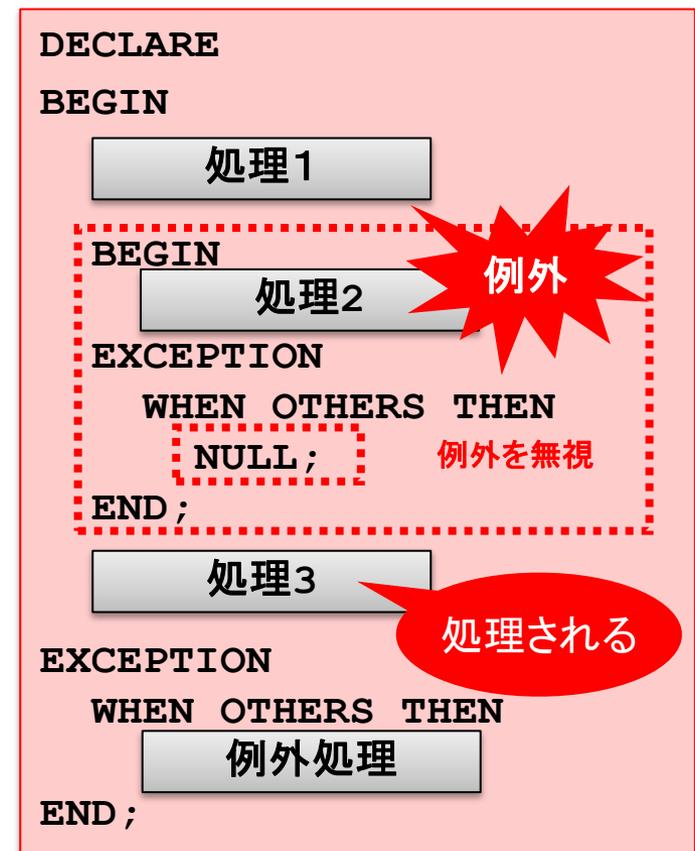 DECLARE
BEGIN
処理1
BEGIN
例外
処理2
EXCEPTION
WHEN OTHERS THEN
NULL; 例外を無視
END;
処理3
処理される
EXCEPTION
WHEN OTHERS THEN
例外処理
END;